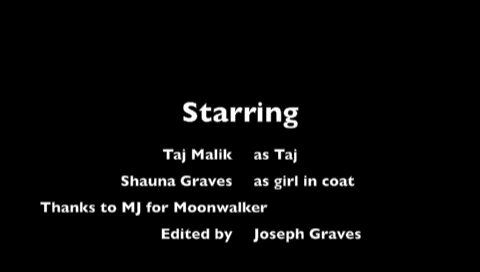 Starring
Taj Malik as Taj
Shauna Graves as girl in coat
Thanks to MJ for Moonwalker
Edited by Joseph Graves